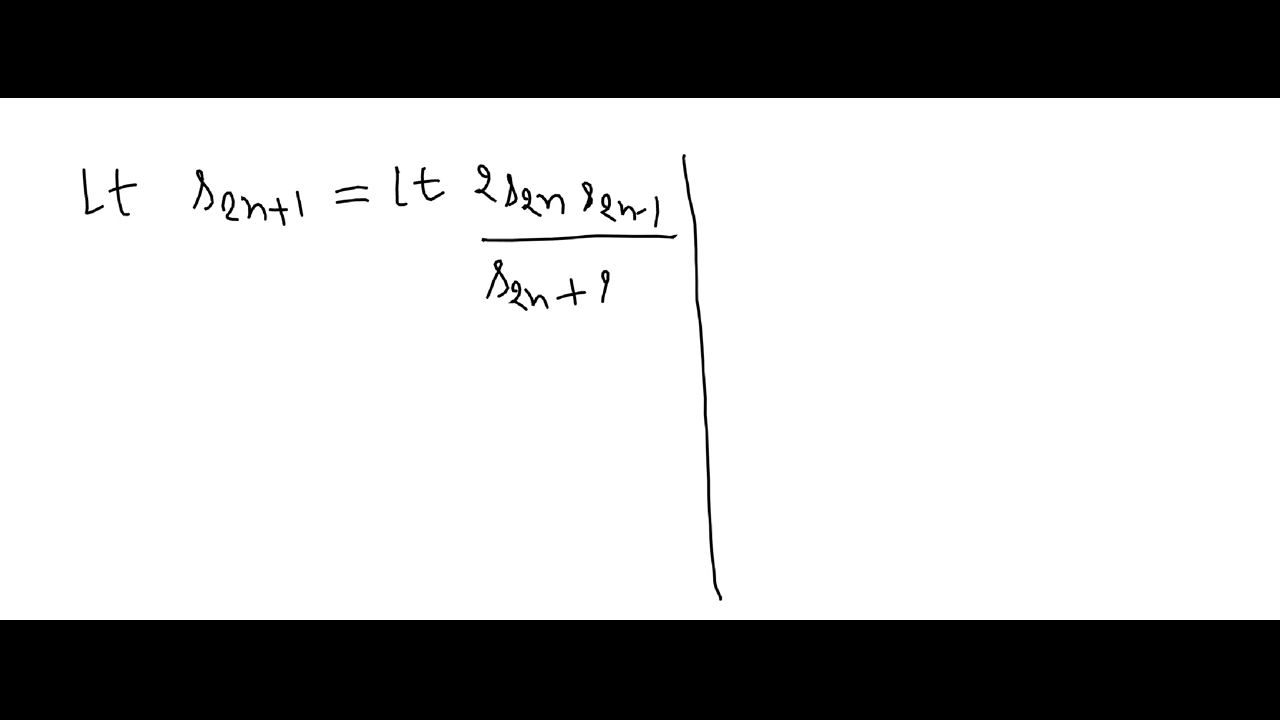 Lt s₂ₙ₊₁ = lt 2s₂ₙ s₂ₙ₋₁
s₂ₙ + 1